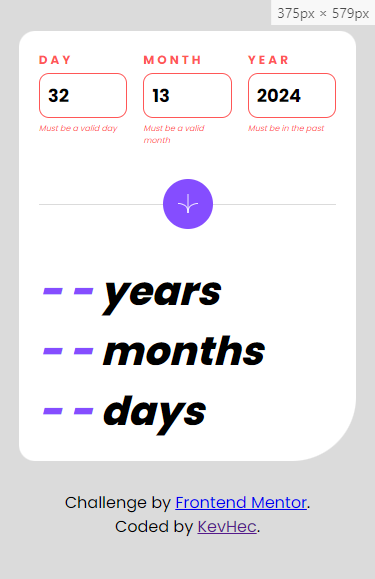 375px × 579px
DAY MONTH YEAR
32 13 2024
Must be a valid day Must be a valid month Must be in the past
-- years
-- months
-- days
Challenge by Frontend Mentor.
Coded by KevHec.